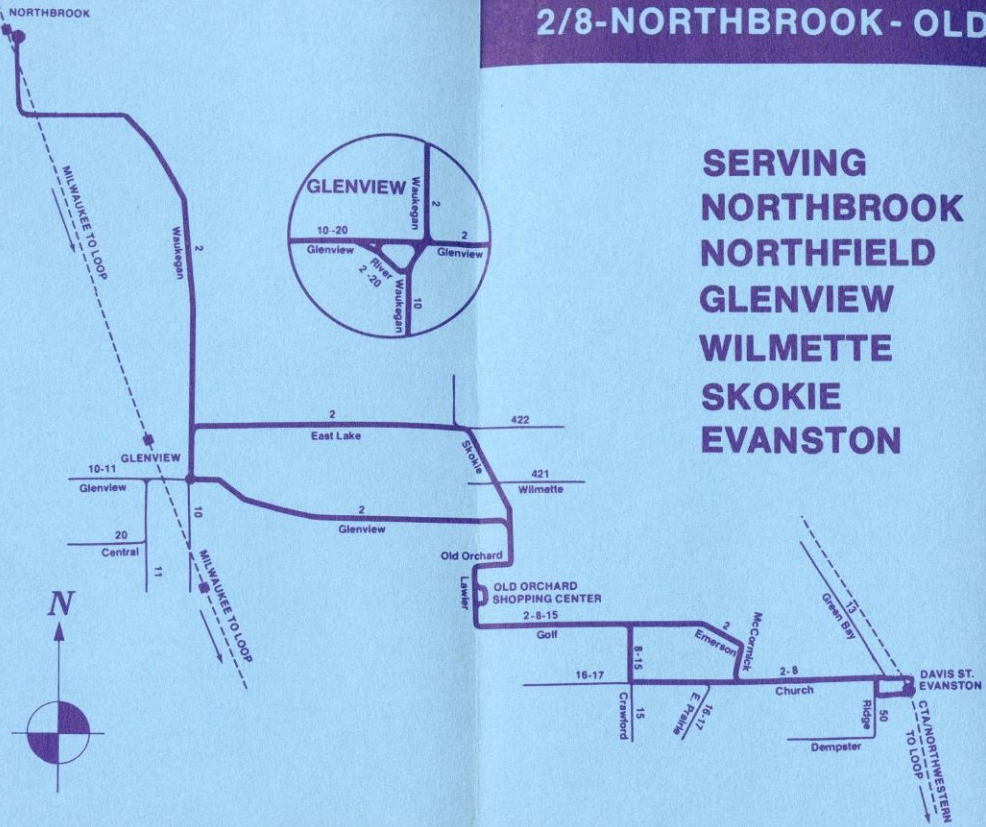 NORTHBROOK
2/8-NORTHBROOK - OLD
SERVING
NORTHBROOK
NORTHFIELD
GLENVIEW
WILMETTE
SKOKIE
EVANSTON
MILWAUKEE TO LOOP
Waukegan
2
GLENVIEW
Waukegan
2
10-20
Glenview
2
Glenview
River
2-20
Waukegan
10
2
East Lake
422
Skokie
421
Wilmette
GLENVIEW
10-11
Glenview
10
2
Glenview
20
Central
11
MILWAUKEE TO LOOP
Old Orchard
Lawler
OLD ORCHARD
SHOPPING CENTER
N
2-8-15
Golf
8-15
2
Emerson
McCormick
13
Green Bay
16-17
Crawford
15
E. Prairie
16-17
2-8
Church
Ridge
50
Dempster
DAVIS ST.
EVANSTON
CTA/NORTHWESTERN
TO LOOP